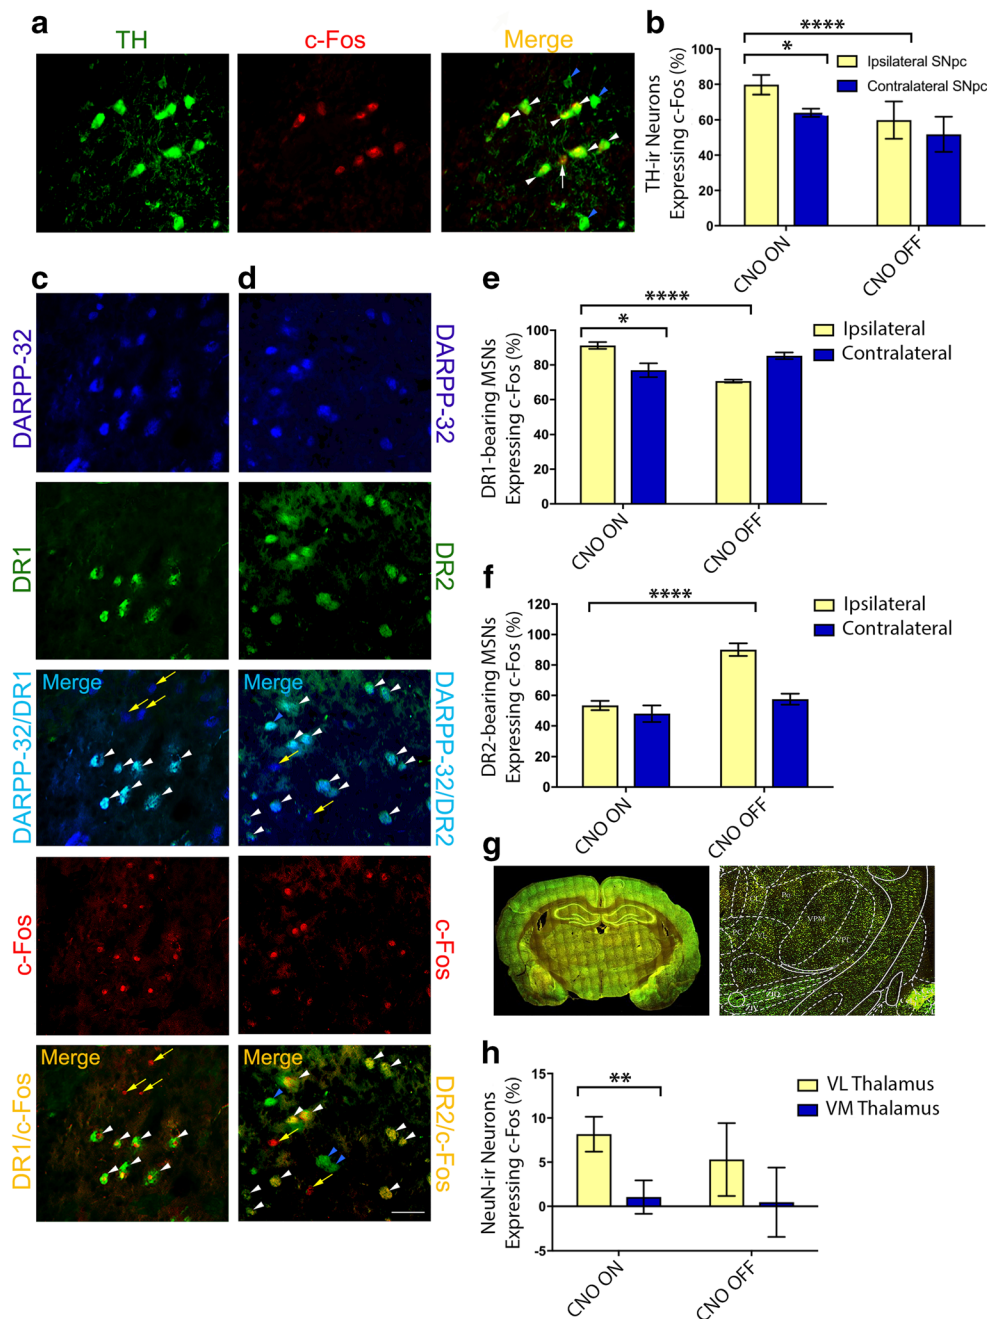 a
TH
c-Fos
Merge
b
****
*
Ipsilateral SNpc
Contralateral SNpc
TH-ir Neurons
Expressing c-Fos (%)
100
80
60
40
20
0
CNO ON
CNO OFF
c
d
DARPP-32
DARPP-32
DR1
DR2
Merge
Merge
DARPP-32/DR1
DARPP-32/DR2
c-Fos
c-Fos
Merge
Merge
DR1/c-Fos
DR2/c-Fos
e
****
*
Ipsilateral
Contralateral
DR1-bearing MSNs
Expressing c-Fos (%)
100
80
60
40
20
0
CNO ON
CNO OFF
f
****
Ipsilateral
Contralateral
DR2-bearing MSNs
Expressing c-Fos (%)
120
100
80
60
40
20
0
CNO ON
CNO OFF
g
VPM
VPL
VM
h
**
VL Thalamus
VM Thalamus
NeuN-ir Neurons
Expressing c-Fos (%)
15
10
5
0
-5
CNO ON
CNO OFF